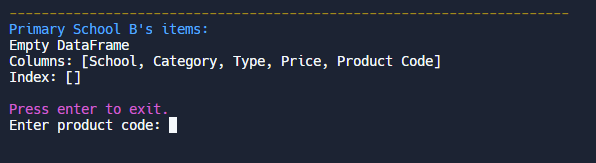 ----------------------------------------------------------------------
Primary School B's items:
Empty DataFrame
Columns: [School, Category, Type, Price, Product Code]
Index: []
Press enter to exit.
Enter product code: